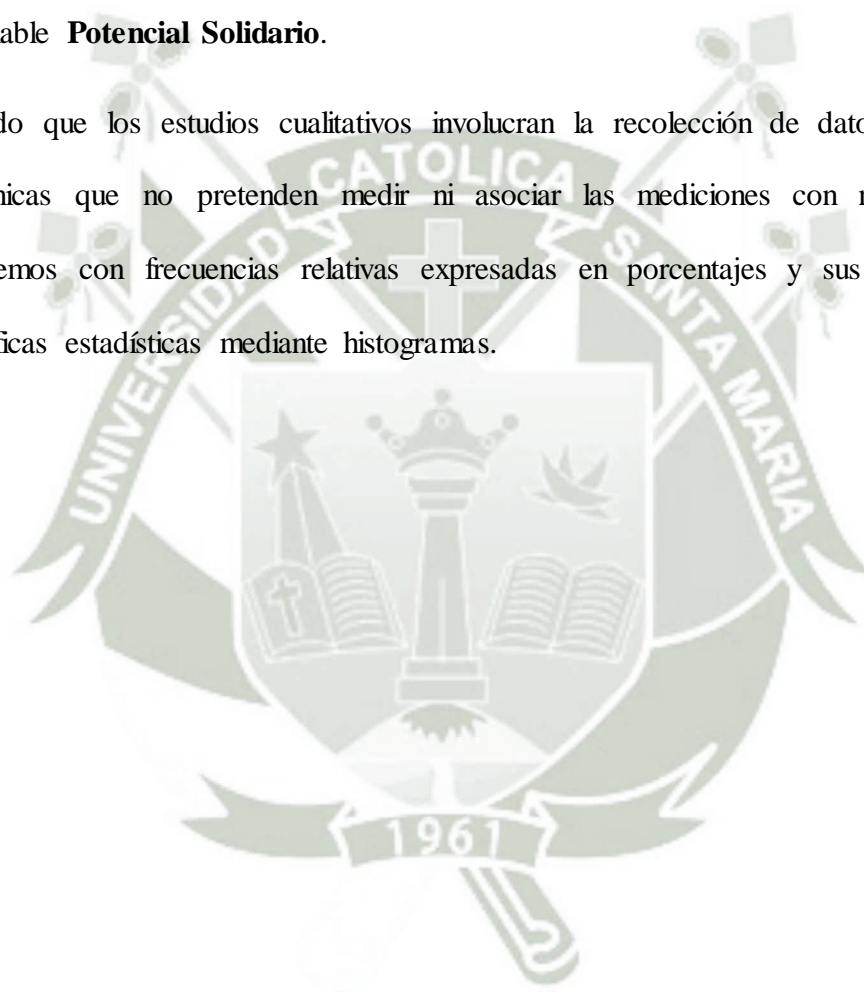 able Potencial Solidario.
do que los estudios cualitativos involucran la recolección de dato
nicas que no pretenden medir ni asociar las mediciones con
emos con frecuencias relativas expresadas en porcentajes y sus
ficas estadísticas mediante histogramas.
UNIVERSIDAD CATOLICA SANTA MARIA
1961